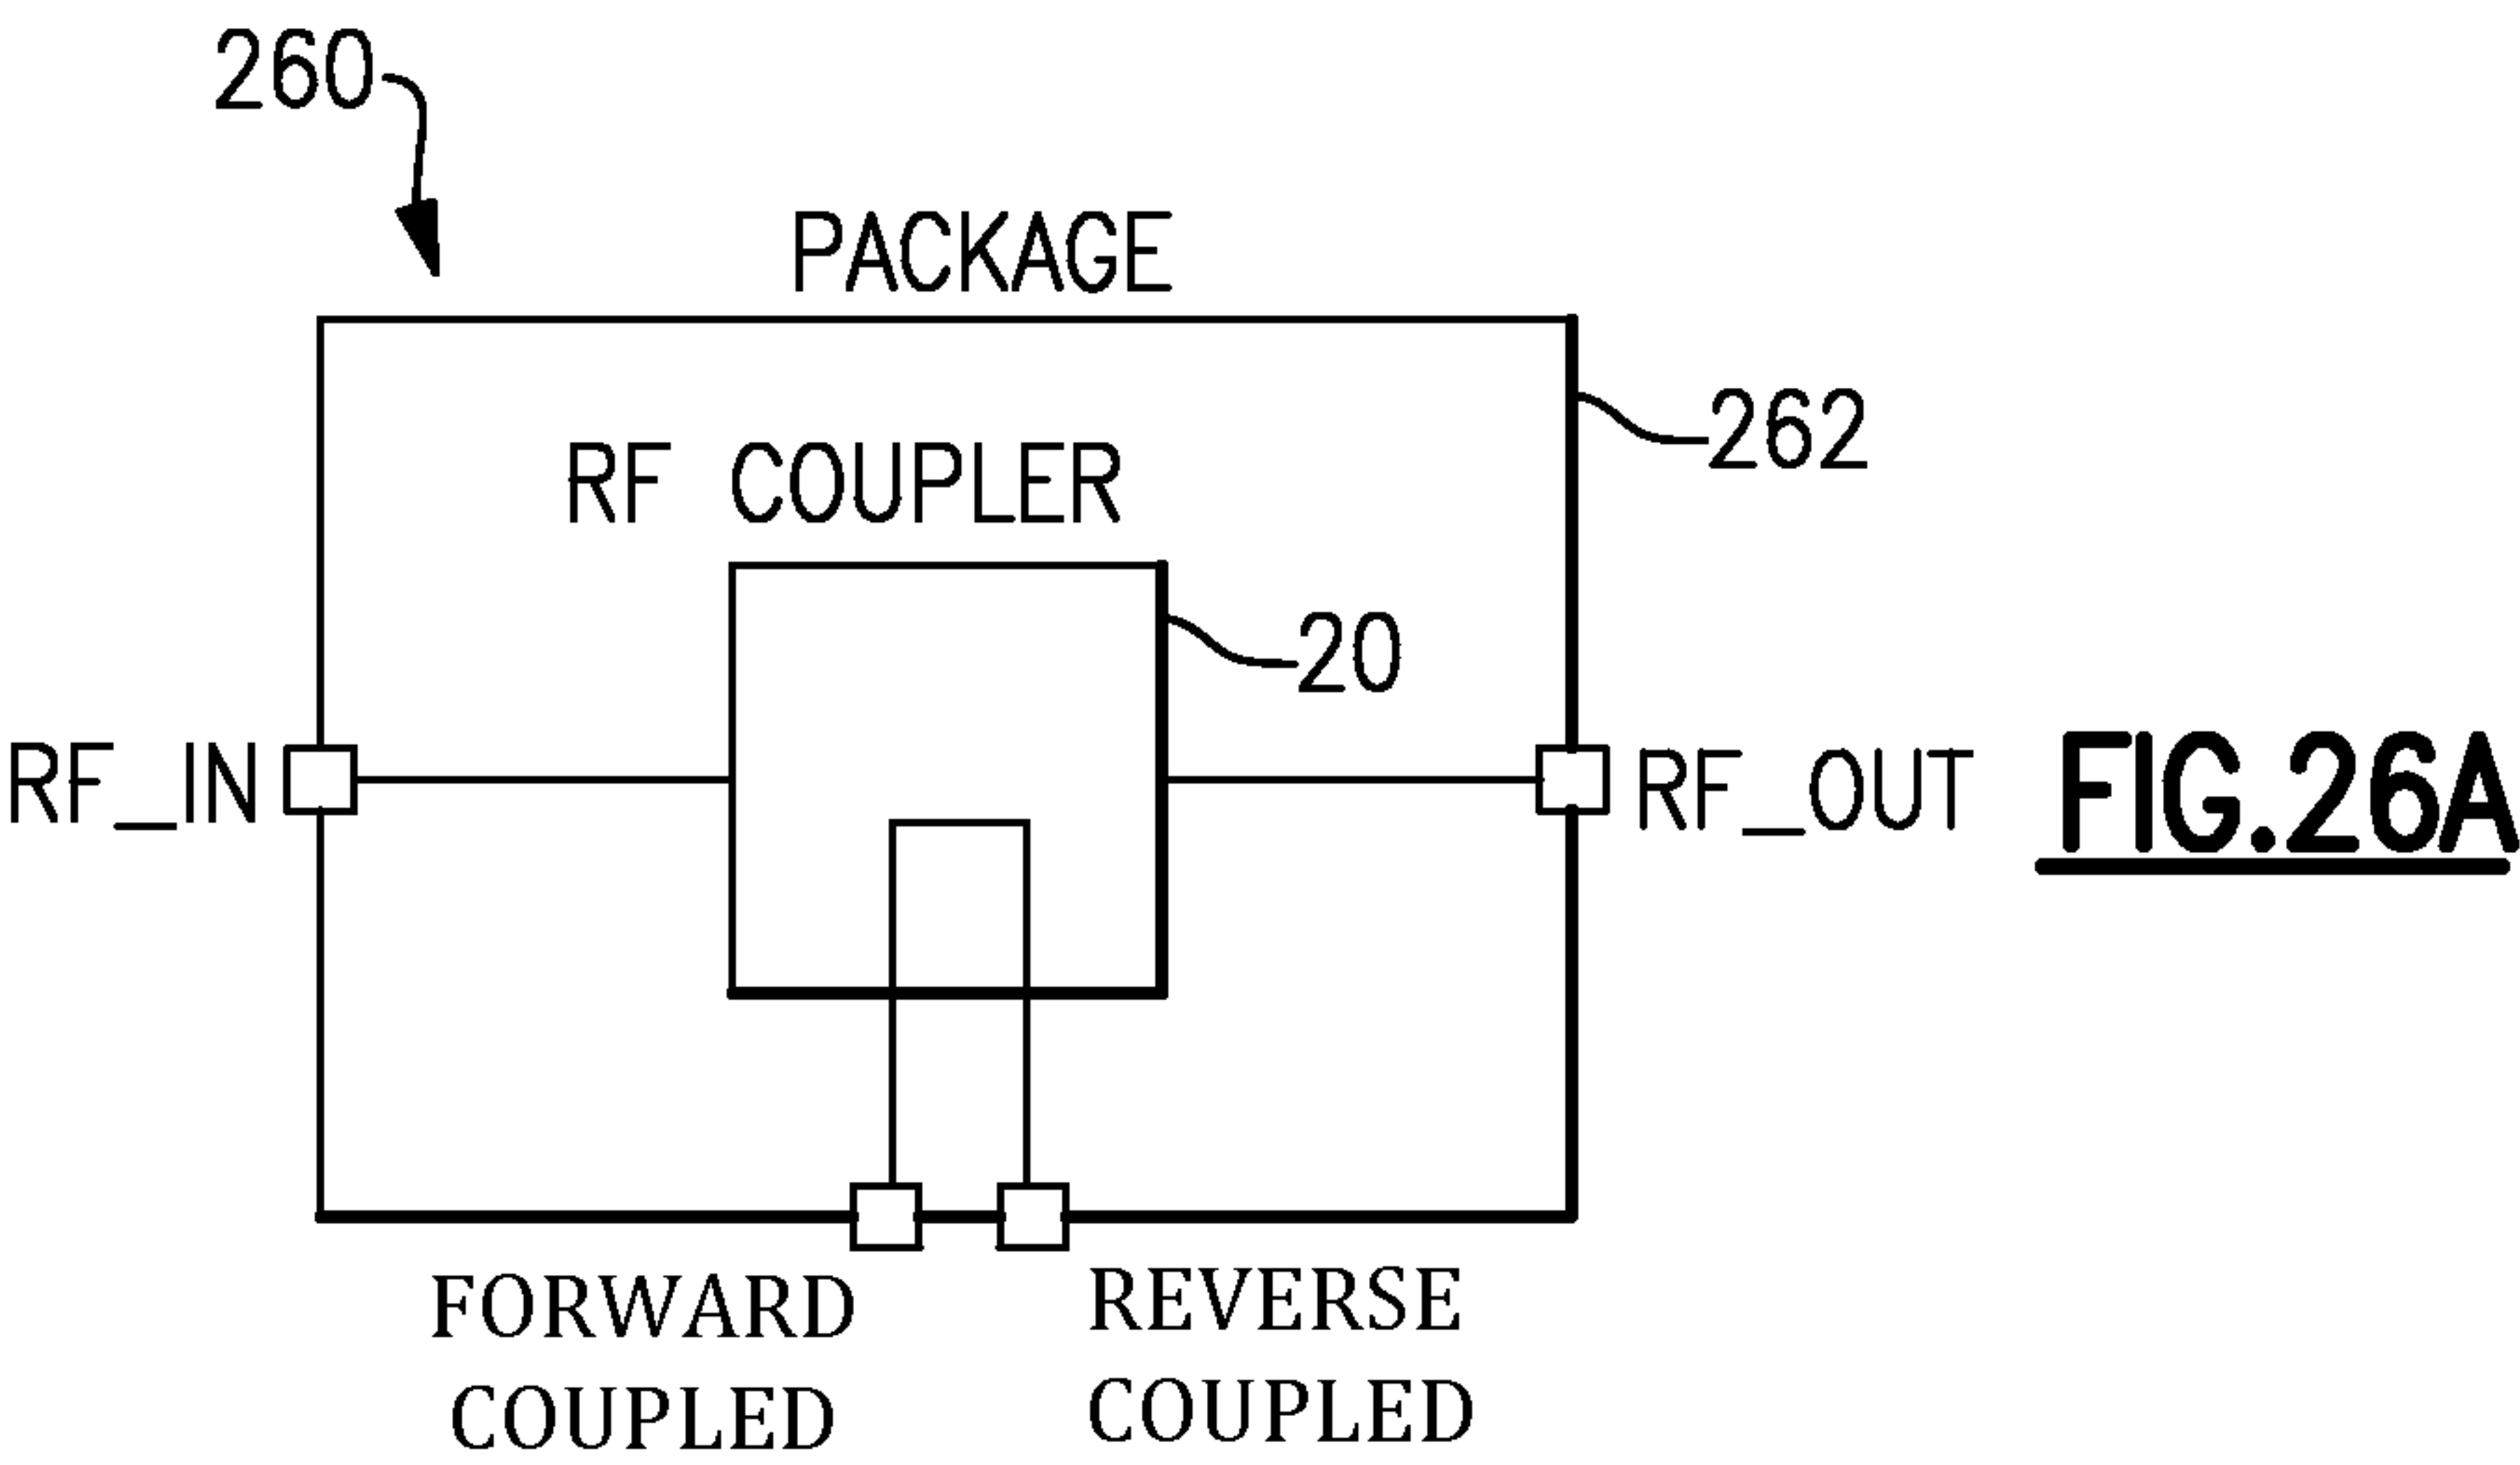 260
PACKAGE
262
RF COUPLER
20
RF_IN
RF_OUT
FIG.26A
FORWARD
COUPLED
REVERSE
COUPLED